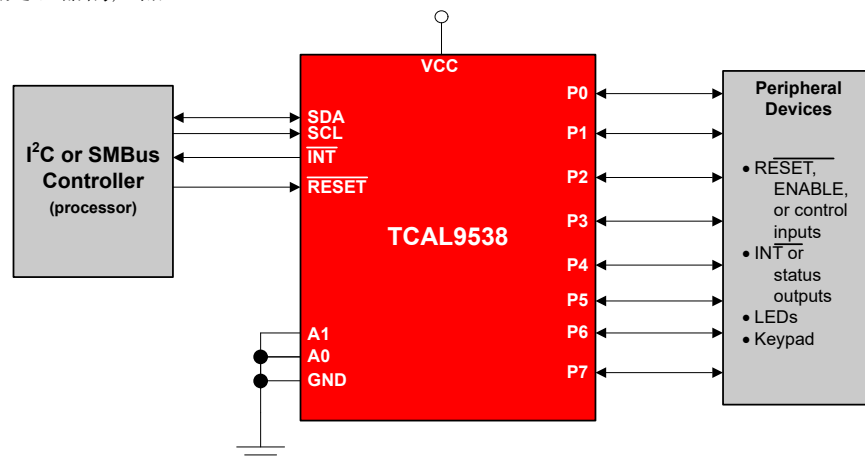 VCC
I²C or SMBus
Controller
(processor)
SDA
SCL
INT
RESET
TCAL9538
A1
A0
GND
P0
P1
P2
P3
P4
P5
P6
P7
Peripheral
Devices
• RESET,
ENABLE,
or control
inputs
• INT or
status
outputs
• LEDs
• Keypad